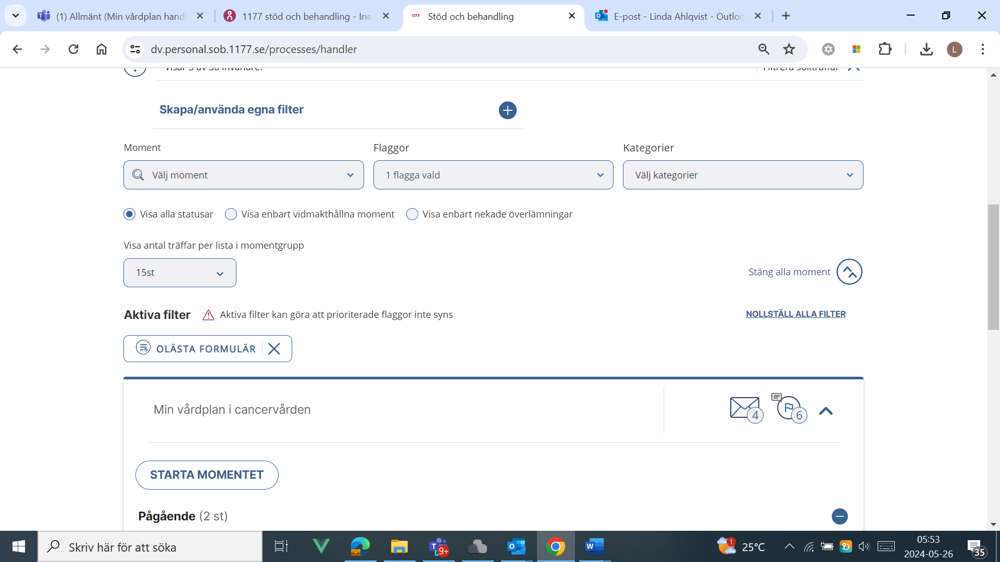 (1) Allmänt (Min vårdplan hand
1177 stöd och behandling - Iner
1177 Stöd och behandling
E-post - Linda Ahlqvist - Outloo
dv.personal.sob.1177.se/processes/handler
L
Skapa/använda egna filter
Moment
Flaggor
Kategorier
Välj moment
1 flagga vald
Välj kategorier
Visa alla statusar
Visa enbart vidmakthållna moment
Visa enbart nekade överlämningar
Visa antal träffar per lista i momentgrupp
15st
Stäng alla moment
Aktiva filter
Aktiva filter kan göra att prioriterade flaggor inte syns
NOLLSTÄLL ALLA FILTER
OLÄSTA FORMULÄR
Min vårdplan i cancervården
4
6
STARTA MOMENTET
Pågående (2 st)
Skriv här för att söka
9+
1
25°C
05:53
2024-05-26
35